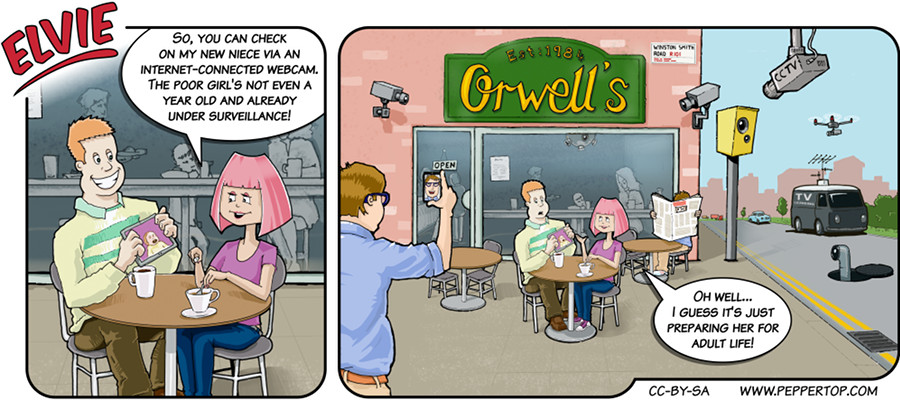 ELVIE
SO, YOU CAN CHECK
ON MY NEW NIECE VIA AN
INTERNET-CONNECTED WEBCAM.
THE POOR GIRL'S NOT EVEN A
YEAR OLD AND ALREADY
UNDER SURVEILLANCE!
Est: 1984
Orwell's
WINSTON SMITH
ROAD R101
CCTV
OPEN
TV
OH WELL...
I GUESS IT'S JUST
PREPARING HER FOR
ADULT LIFE!
CC-BY-SA WWW.PEPPERTOP.COM